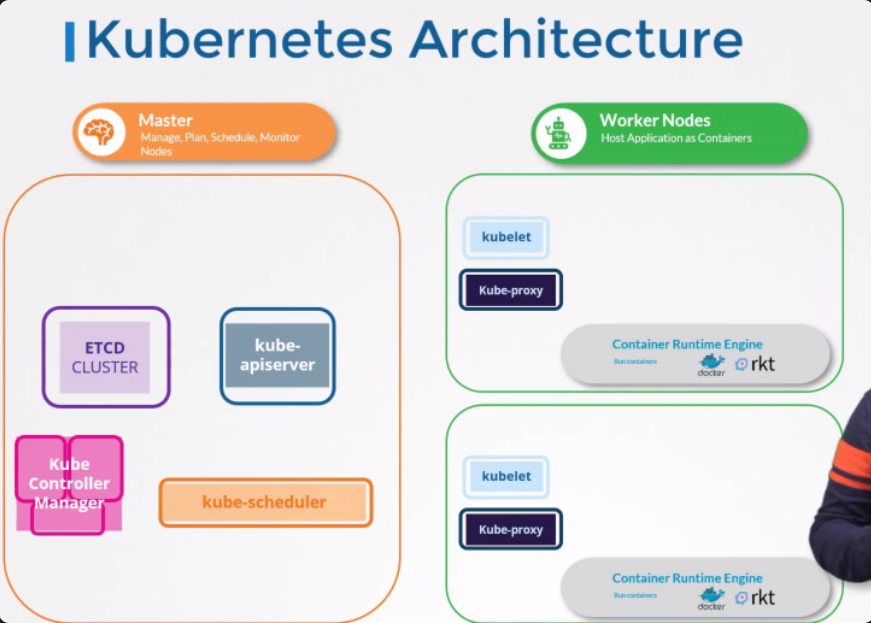 Kubernetes Architecture
Master
Manage, Plan, Schedule, Monitor
Nodes
Worker Nodes
Host Application as Containers
ETCD
CLUSTER
kube-
apiserver
Kube
Controller
Manager
kube-scheduler
kubelet
Kube-proxy
Container Runtime Engine
Run containers
docker
rkt
kubelet
Kube-proxy
Container Runtime Engine
Run containers
docker
rkt